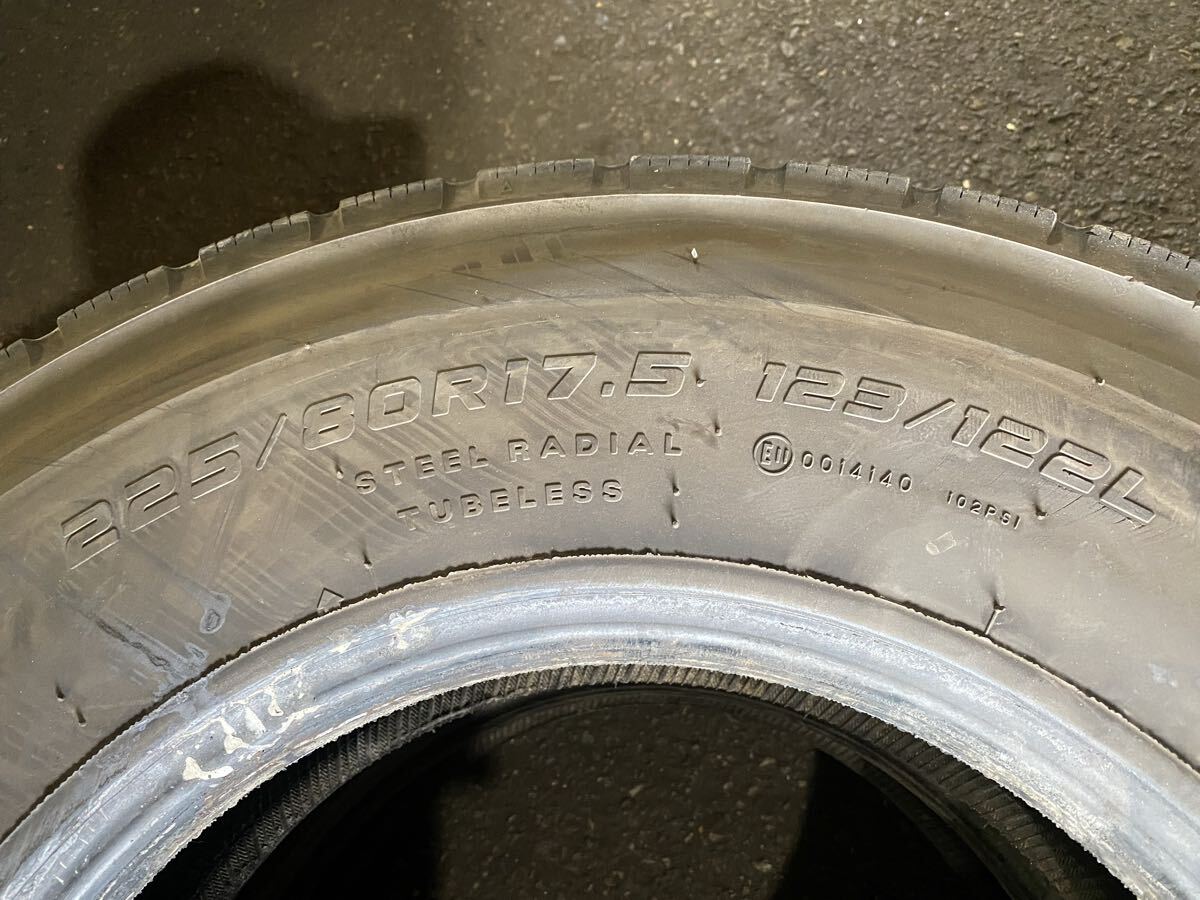 225/80R17.5 123/122L
STEEL RADIAL
TUBELESS
E11 0014140 102PSI